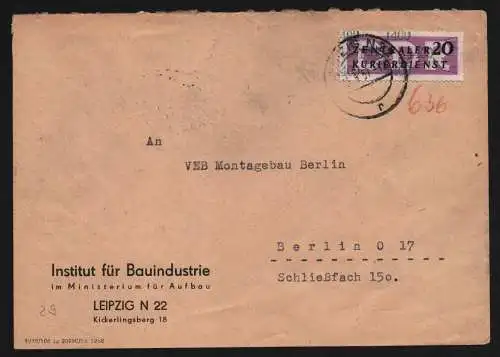 ZENTRALER 20
KURIERDIENST
636
An
VEB Montagebau Berlin
Berlin O 17
Schließfach 15o.
Institut für Bauindustrie
im Ministerium für Aufbau
LEIPZIG N 22
Kickerlingsberg 18